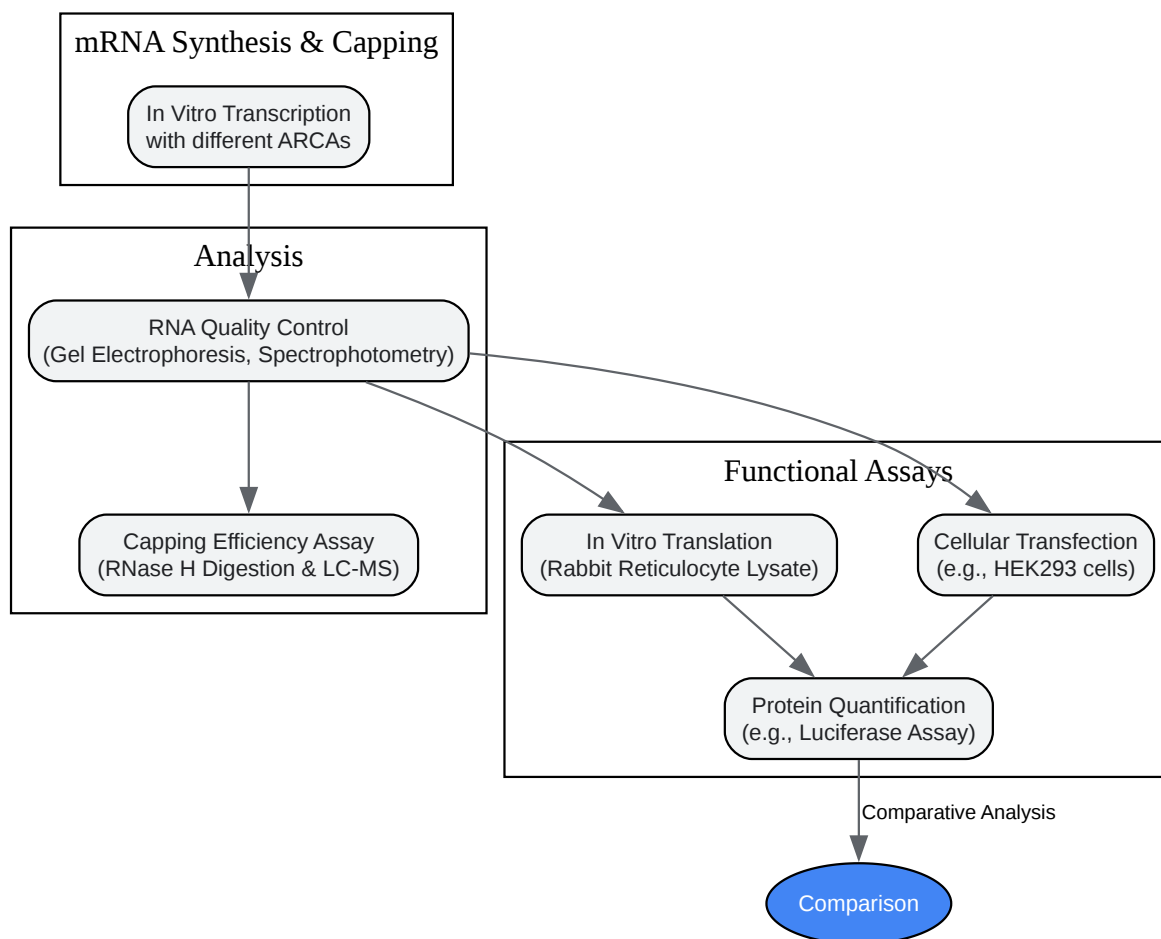 mRNA Synthesis & Capping
In Vitro Transcription
with different ARCAs
Analysis
RNA Quality Control
(Gel Electrophoresis, Spectrophotometry)
Capping Efficiency Assay
(RNase H Digestion & LC-MS)
Functional Assays
In Vitro Translation
(Rabbit Reticulocyte Lysate)
Cellular Transfection
(e.g., HEK293 cells)
Protein Quantification
(e.g., Luciferase Assay)
Comparative Analysis
Comparison